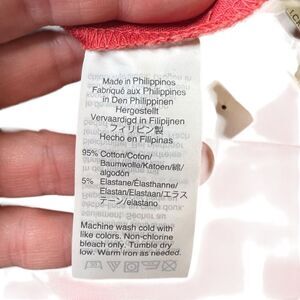 Made in Philippinos
Fabriqué aux Philippines
in Den Philippinen
Hergestellt
Vervaardigd in Filipijnen
フィリピン製
Hecho en Filipinas
95% Cotton/Coton/
Baumwolle/Katoen/綿/
algodón
5% Elastane/Élasthanne/
Elastan/Elastaan/エラス
テーン/elastano
Machine wash cold with
like colors. Non-chlorine
bleach only. Tumble dry
low. Warm iron as needed.